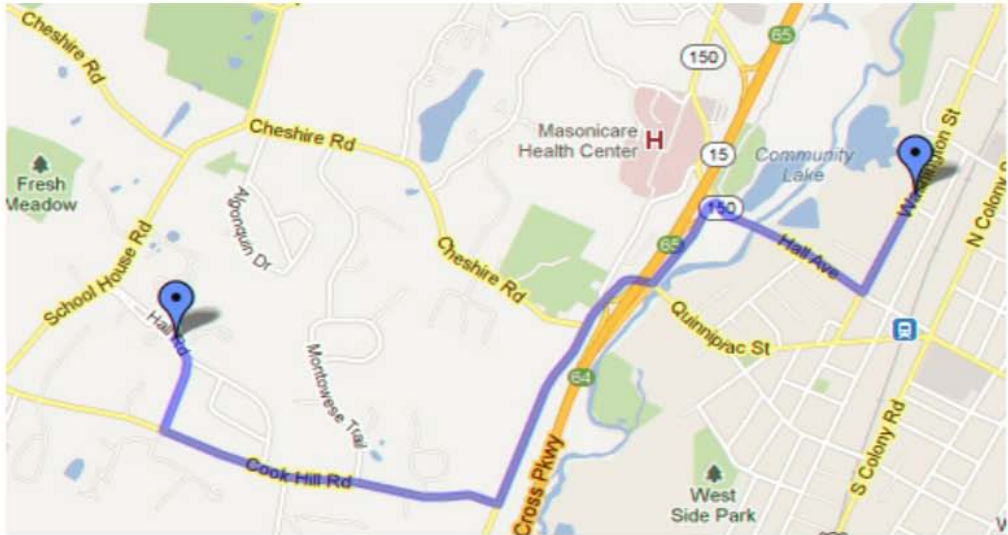 Cheshire Rd
65
150
Cheshire Rd
Masonicare
Health Center
H
15
Community
Lake
Wallington St
Fresh
Meadow
Algonquin Dr
150
Hall Ave
N Colony
65
School House Rd
Cheshire Rd
Hall Rd
Quinnipiac St
Montowese Trail
64
S Colony Rd
Cook Hill Rd
Cross Pkwy
West
Side Park
W